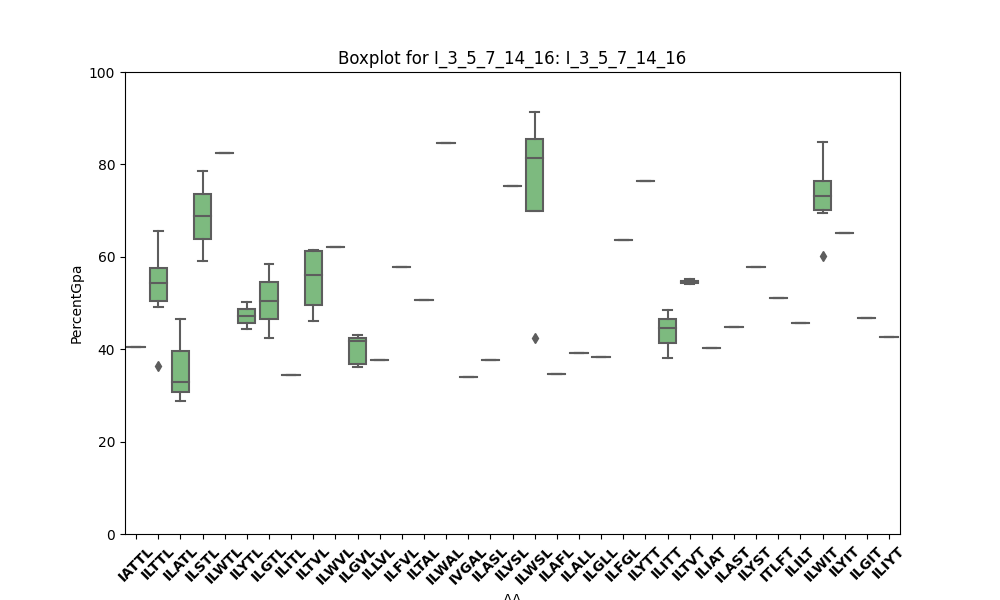 Boxplot for I_3_5_7_14_16: I_3_5_7_14_16
100
80
60
40
20
0
PercentGpa
IATTL ILTTL ILATL ILSTL ILWTL ILYTL ILGTL ILITL ILTVL ILWVL ILGVL ILLVL ILFVL ILTAL ILWAL IVGAL ILASL ILVSL ILWSL ILAFL ILALL ILGLL ILFGL ILYTT ILITT ILTVT ILIAT ILAST ILYST ITLFT ILILT ILWIT ILYIT ILGIT ILIYT
AA